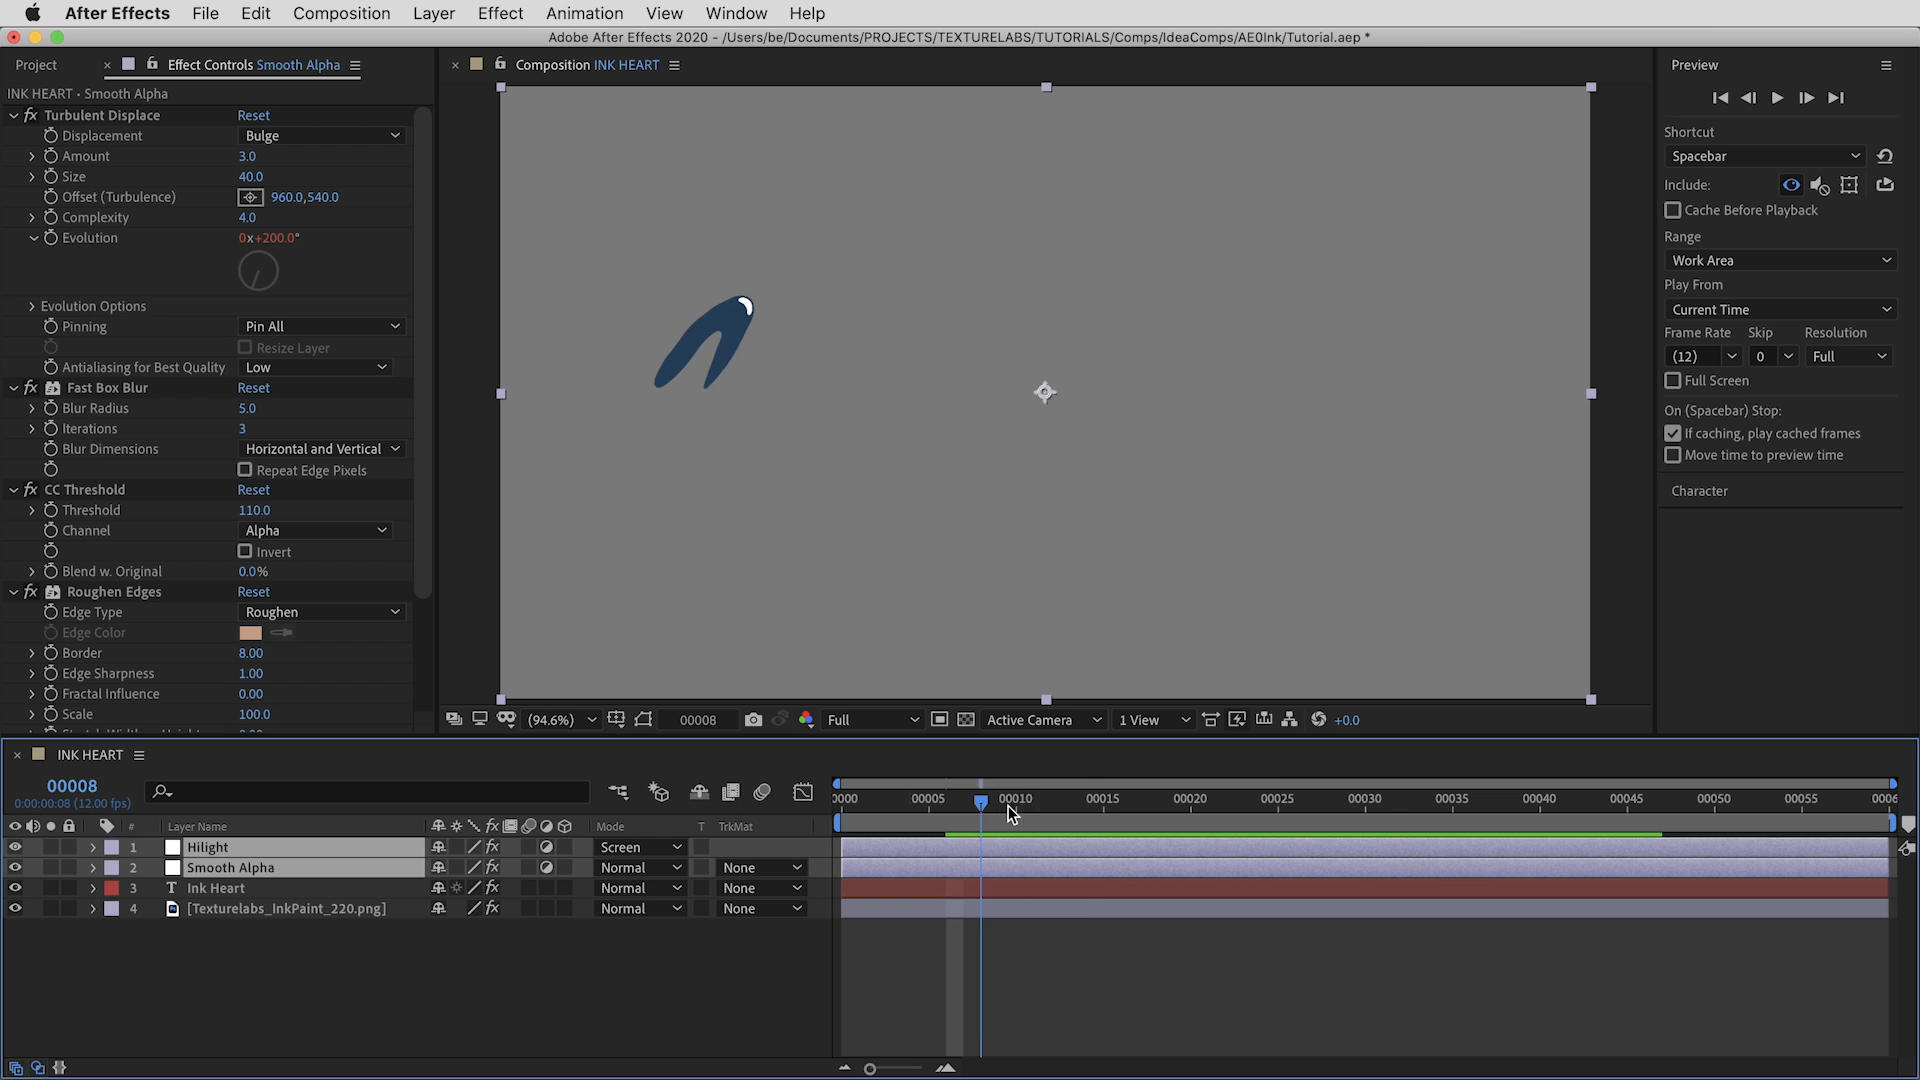 After Effects File Edit Composition Layer Effect Animation View Window Help
Adobe After Effects 2020 - /Users/be/Documents/PROJECTS/TEXTURELABS/TUTORIALS/Comps/IdeaComps/AE0Ink/Tutorial.aep *
Project
Effect Controls Smooth Alpha
INK HEART • Smooth Alpha
fx Turbulent Displace Reset
Displacement Bulge
Amount 3.0
Size 40.0
Offset (Turbulence) 960.0,540.0
Complexity 4.0
Evolution 0x+200.0°
Evolution Options
Pinning Pin All
Resize Layer
Antialiasing for Best Quality Low
fx Fast Box Blur Reset
Blur Radius 5.0
Iterations 3
Blur Dimensions Horizontal and Vertical
Repeat Edge Pixels
fx CC Threshold Reset
Threshold 110.0
Channel Alpha
Invert
Blend w. Original 0.0%
fx Roughen Edges Reset
Edge Type Roughen
Edge Color
Border 8.00
Edge Sharpness 1.00
Fractal Influence 0.00
Scale 100.0
Composition INK HEART
(94.6%) 00008 Full Active Camera 1 View +0.0
Preview
Shortcut
Spacebar
Include:
Cache Before Playback
Range
Work Area
Play From
Current Time
Frame Rate Skip Resolution
(12) 0 Full
Full Screen
On (Spacebar) Stop:
If caching, play cached frames
Move time to preview time
Character
INK HEART
00008
0:00:00:08 (12.00 fps)
# Layer Name fx Mode T TrkMat
1 Hilight fx Screen
2 Smooth Alpha fx Normal None
3 T Ink Heart fx Normal None
4 [Texturelabs_InkPaint_220.png] fx Normal None
0000 00005 00010 00015 00020 00025 00030 00035 00040 00045 00050 00055 0006